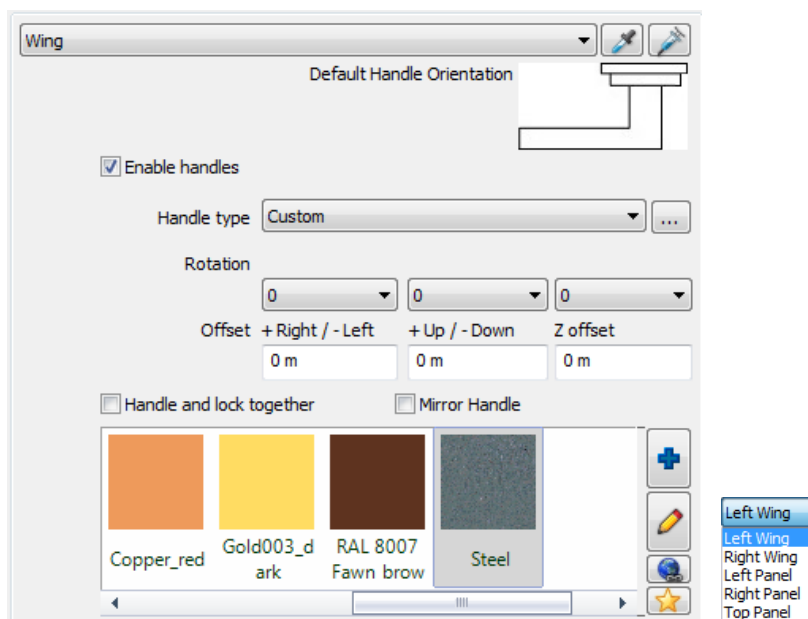 Wing
Default Handle Orientation
Enable handles
Handle type Custom ...
Rotation
0 0 0
Offset + Right / - Left + Up / - Down Z offset
0 m 0 m 0 m
Handle and lock together Mirror Handle
Copper_red Gold003_d RAL 8007 Steel
ark Fawn brow
Left Wing
Left Wing
Right Wing
Left Panel
Right Panel
Top Panel